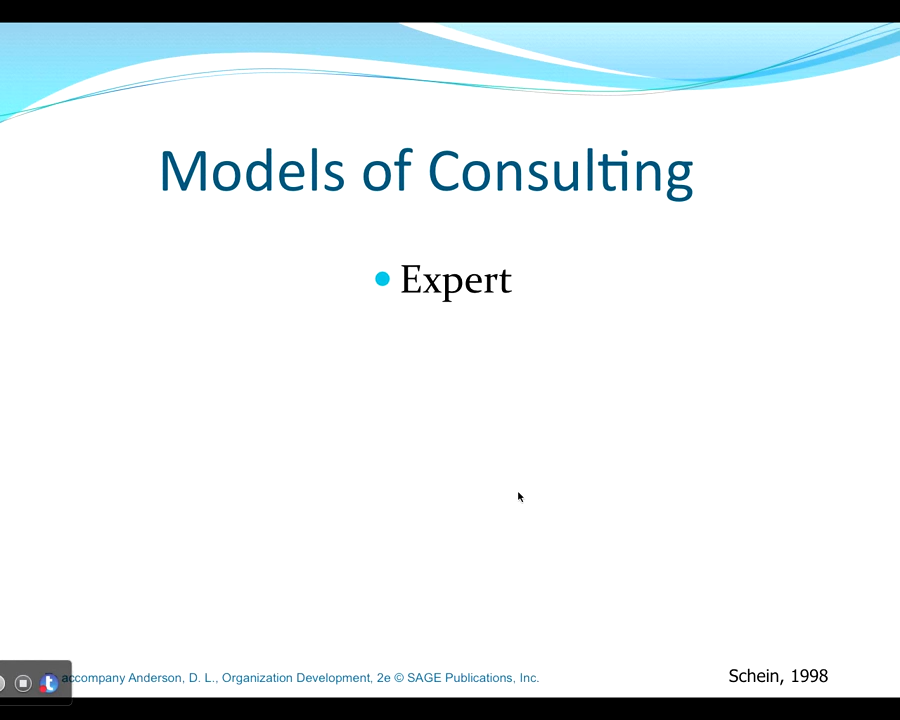 Models of Consulting
Expert
accompany Anderson, D. L., Organization Development, 2e © SAGE Publications, Inc.
Schein, 1998